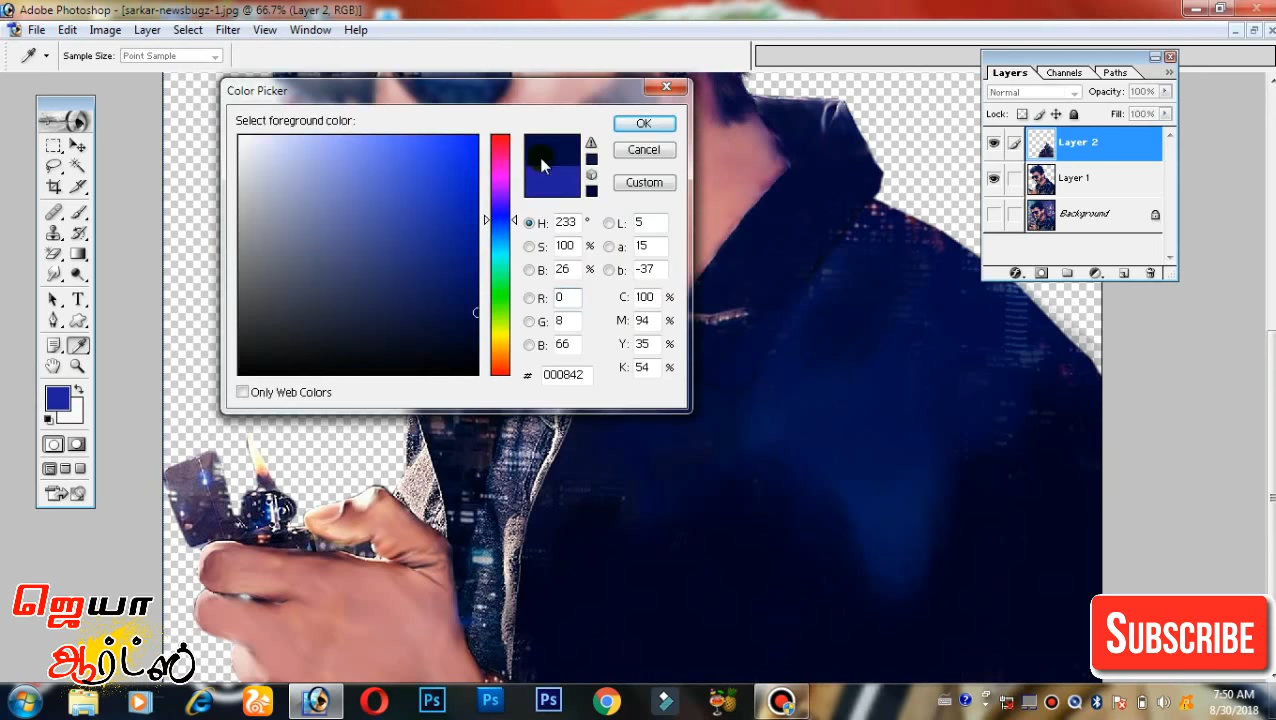 Adobe Photoshop - [sarkar-newsbugz-1.jpg @ 66.7% (Layer 2, RGB)]
File Edit Image Layer Select Filter View Window Help
Sample Size: Point Sample
Color Picker
Select foreground color:
OK
Cancel
Custom
H: 233 °
S: 100 %
B: 26 %
R: 0
G: 8
B: 66
L: 5
a: 15
b: -37
C: 100 %
M: 94 %
Y: 35 %
K: 54 %
# 000842
Only Web Colors
Layers Channels Paths
Normal Opacity: 100%
Lock: Fill: 100%
Layer 2
Layer 1
Background
T
ஜெயா
ஆர்ட்ஸ்
SUBSCRIBE
Ps Ps Ps
7:50 AM
8/30/2018